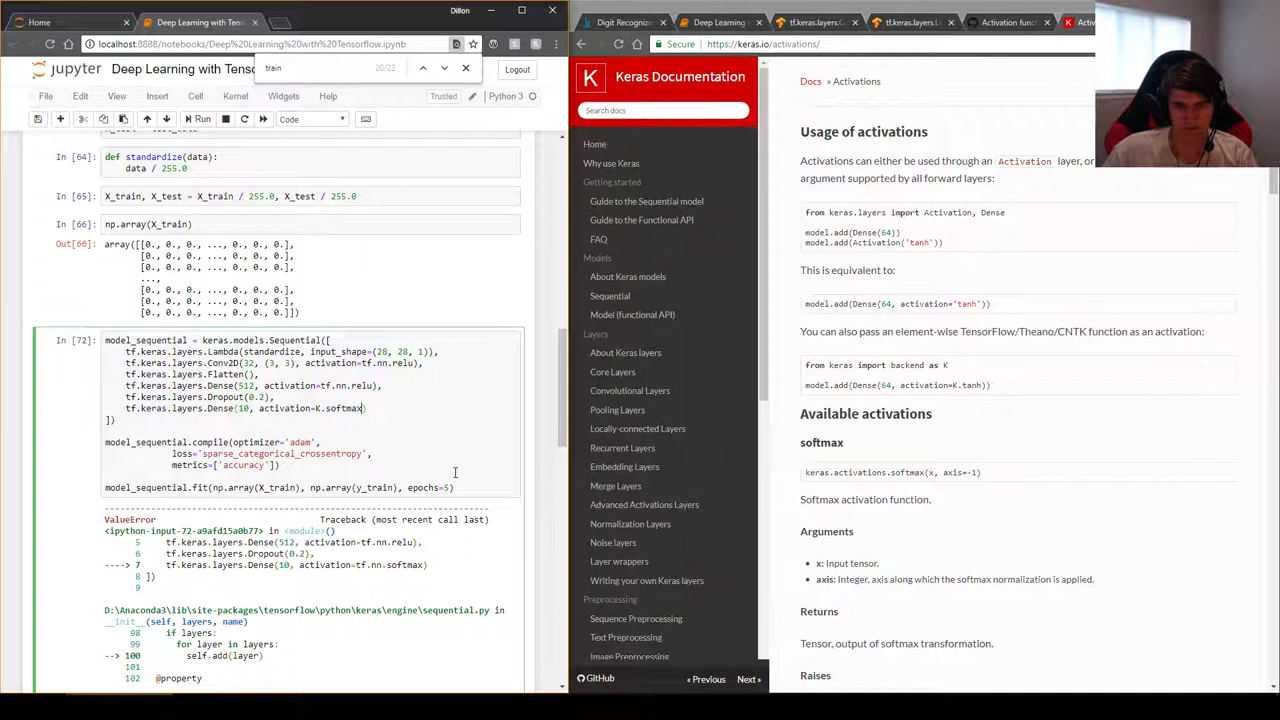 Home
Deep Learning with Tens
Dillon
localhost:8888/notebooks/Deep%20Learning%20with%20Tensorflow.ipynb
train
20/23
jupyter
Deep Learning with Tens
Logout
File Edit View Insert Cell Kernel Widgets Help
Trusted
Python 3
Run
Code
In [64]:
def standardize(data):
data / 255.0
In [65]:
X_train, X_test = X_train / 255.0, X_test / 255.0
In [66]:
np.array(X_train)
Out[66]:
array([[0., 0., 0., ..., 0., 0., 0.],
[0., 0., 0., ..., 0., 0., 0.],
[0., 0., 0., ..., 0., 0., 0.],
...,
[0., 0., 0., ..., 0., 0., 0.],
[0., 0., 0., ..., 0., 0., 0.],
[0., 0., 0., ..., 0., 0., 0.]])
In [72]:
model_sequential = keras.models.Sequential([
tf.keras.layers.Lambda(standardize, input_shape=(28, 28, 1)),
tf.keras.layers.Conv2D(32, (3, 3), activation=tf.nn.relu),
tf.keras.layers.Flatten(),
tf.keras.layers.Dense(512, activation=tf.nn.relu),
tf.keras.layers.Dropout(0.2),
tf.keras.layers.Dense(10, activation=K.softmax)
])
model_sequential.compile(optimizer='adam',
loss='sparse_categorical_crossentropy',
metrics=['accuracy'])
model_sequential.fit(np.array(X_train), np.array(y_train), epochs=5)
ValueError Traceback (most recent call last)
<ipython-input-72-a9afd15a0b77> in <module>()
5 tf.keras.layers.Dense(512, activation=tf.nn.relu),
6 tf.keras.layers.Dropout(0.2),
----> 7 tf.keras.layers.Dense(10, activation=tf.nn.softmax)
8 ])
9
D:\Anaconda3\lib\site-packages\tensorflow\python\keras\engine\sequential.py in
__init__(self, layers, name)
98 if layers:
99 for layer in layers:
--> 100 self.add(layer)
101
102 @property
Digit Recognize
Deep Learning
tf.keras.layers.C
tf.keras.layers.L
Activation func
Activ
Secure
https://keras.io/activations/
K
Keras Documentation
Search docs
Home
Why use Keras
Getting started
Guide to the Sequential model
Guide to the Functional API
FAQ
Models
About Keras models
Sequential
Model (functional API)
Layers
About Keras layers
Core Layers
Convolutional Layers
Pooling Layers
Locally-connected Layers
Recurrent Layers
Embedding Layers
Merge Layers
Advanced Activations Layers
Normalization Layers
Noise layers
Layer wrappers
Writing your own Keras layers
Preprocessing
Sequence Preprocessing
Text Preprocessing
Image Preprocessing
GitHub
« Previous
Next »
Docs » Activations
Usage of activations
Activations can either be used through an Activation layer, or
argument supported by all forward layers:
from keras.layers import Activation, Dense
model.add(Dense(64))
model.add(Activation('tanh'))
This is equivalent to:
model.add(Dense(64, activation='tanh'))
You can also pass an element-wise TensorFlow/Theano/CNTK function as an activation:
from keras import backend as K
model.add(Dense(64, activation=K.tanh))
Available activations
softmax
keras.activations.softmax(x, axis=-1)
Softmax activation function.
Arguments
• x: Input tensor.
• axis: Integer, axis along which the softmax normalization is applied.
Returns
Tensor, output of softmax transformation.
Raises